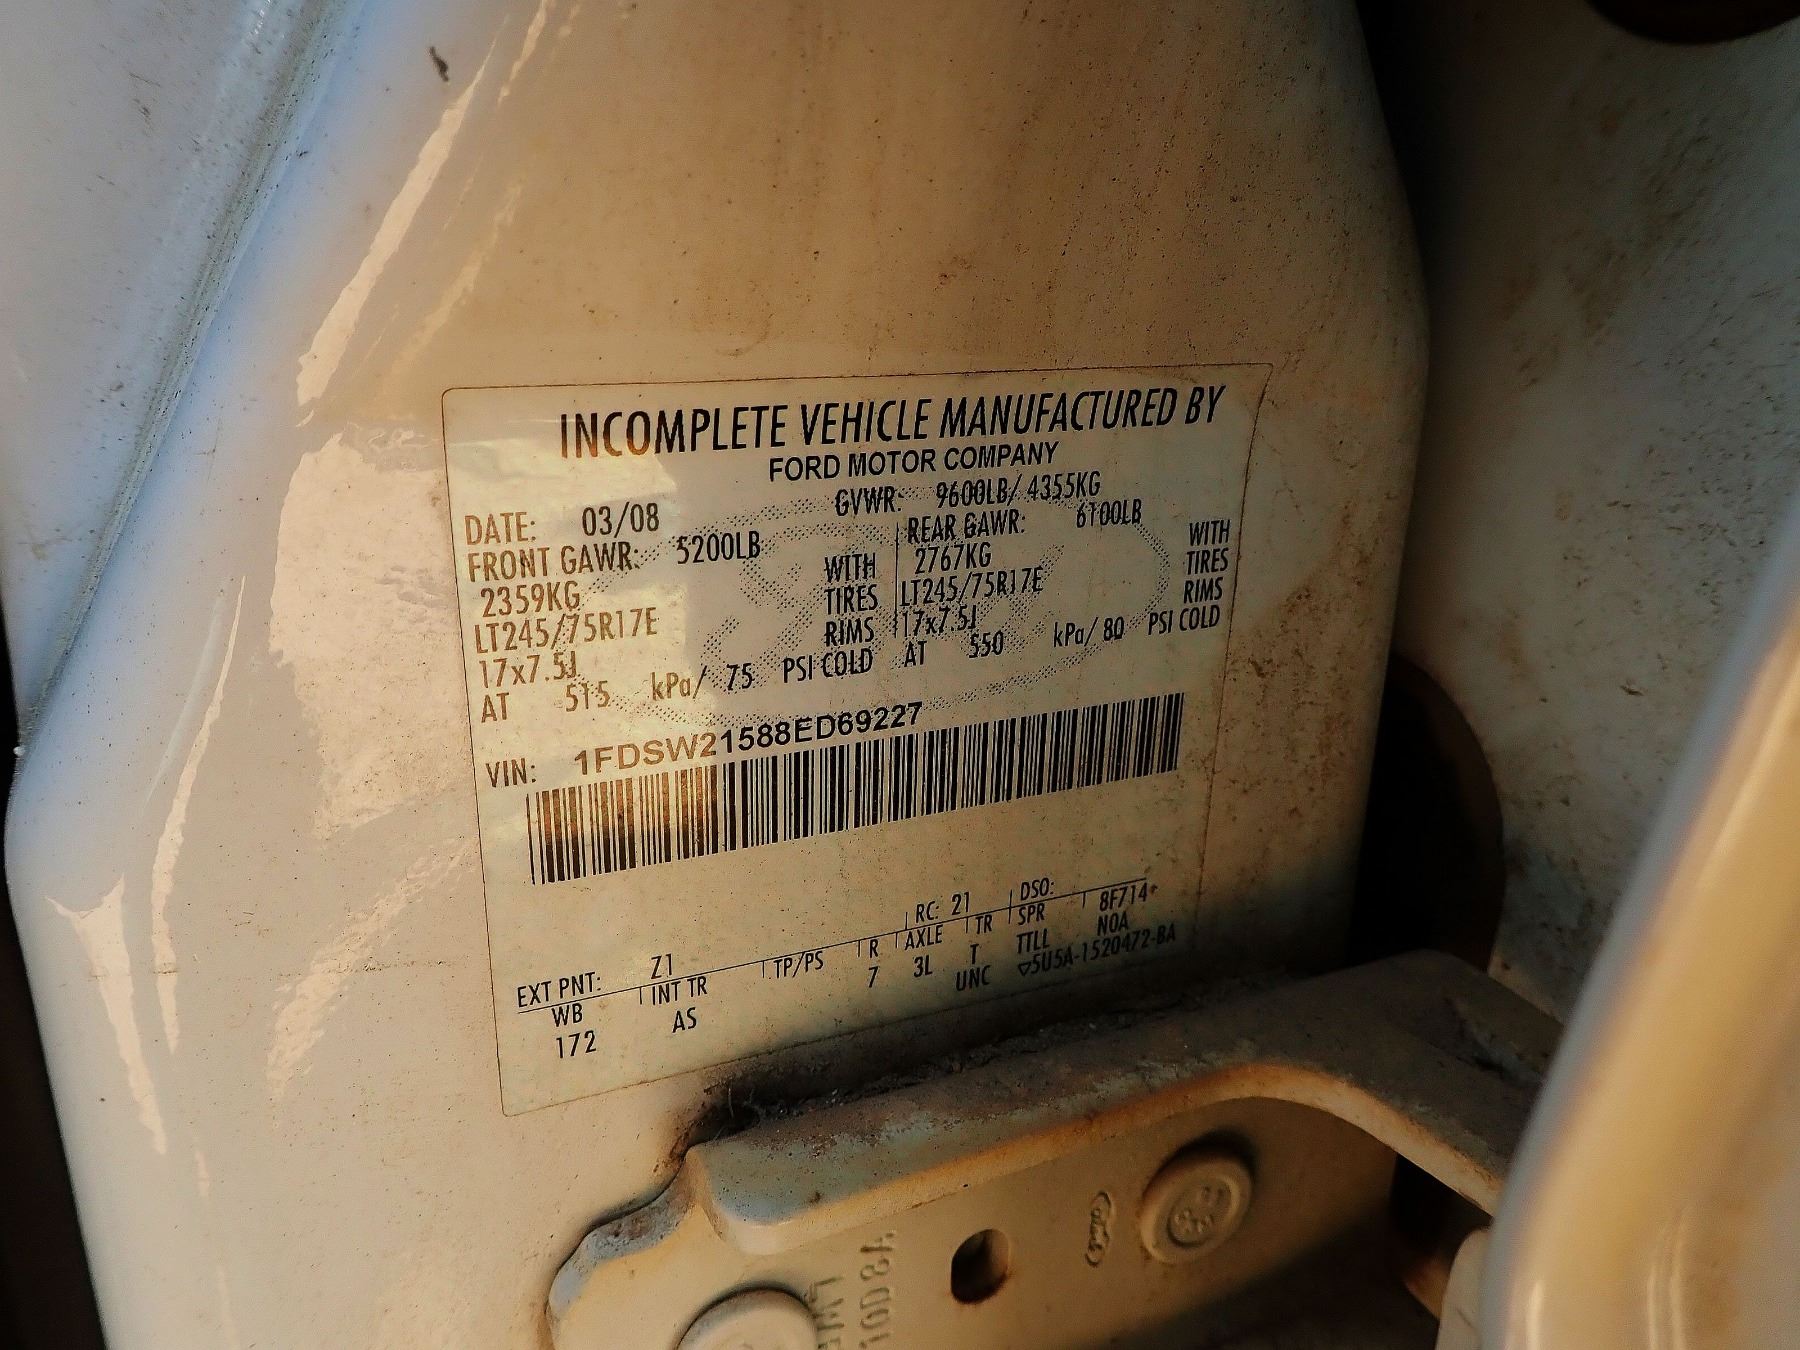 INCOMPLETE VEHICLE MANUFACTURED BY
FORD MOTOR COMPANY
DATE: 03/08 GVWR: 9600LB/ 4355KG
FRONT GAWR: 5200LB REAR GAWR: 6100LB
2359KG WITH 2767KG WITH
LT245/75R17E TIRES LT245/75R17E TIRES
17x7.5J RIMS 17x7.5J RIMS
AT 515 kPa/ 75 PSI COLD AT 550 kPa/ 80 PSI COLD
VIN: 1FDSW21588ED69227
EXT PNT: Z1 RC: 21 DSO: 8F714
WB INT TR TP/PS R AXLE TR SPR N0A
172 AS 7 3L T TTLL
UNC 5U5A-1520472-BA